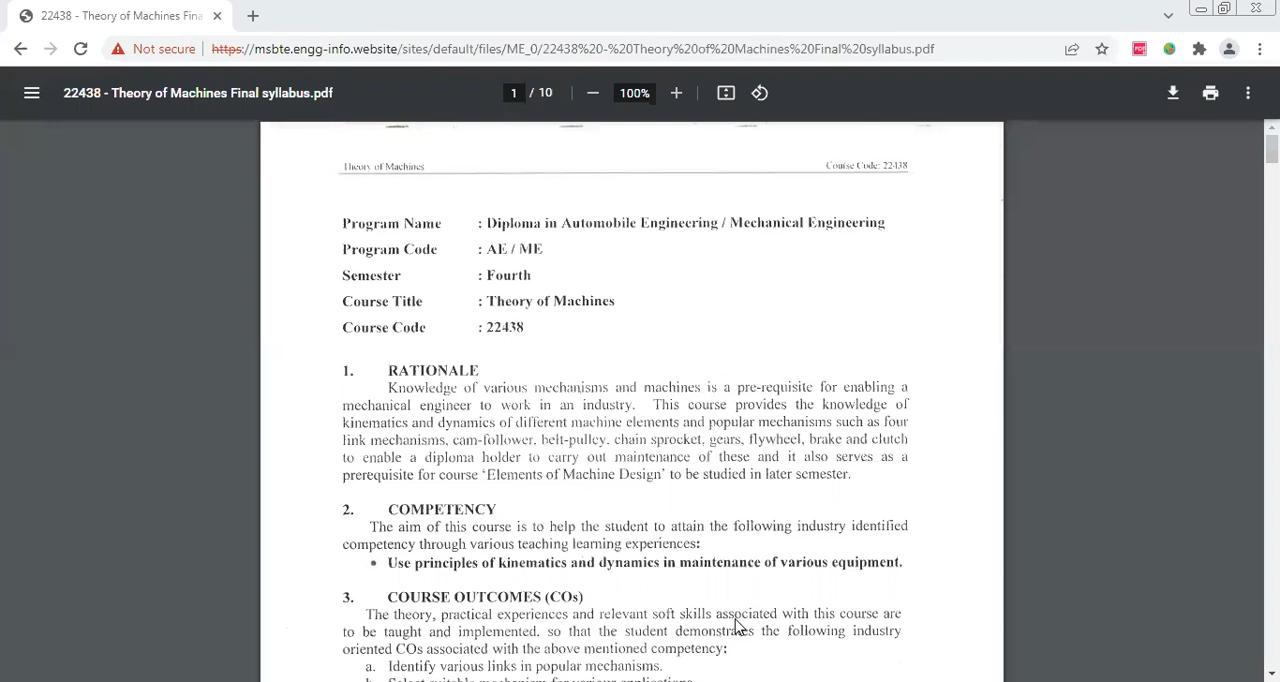 22438 - Theory of Machines Fina
Not secure
https://msbte.engg-info.website/sites/default/files/ME_0/22438%20-%20Theory%20of%20Machines%20Final%20syllabus.pdf
PDF
22438 - Theory of Machines Final syllabus.pdf
1 / 10
100%
Theory of Machines Course Code: 22438
Program Name : Diploma in Automobile Engineering / Mechanical Engineering
Program Code : AE / ME
Semester : Fourth
Course Title : Theory of Machines
Course Code : 22438
1. RATIONALE
Knowledge of various mechanisms and machines is a pre-requisite for enabling a
mechanical engineer to work in an industry. This course provides the knowledge of
kinematics and dynamics of different machine elements and popular mechanisms such as four
link mechanisms, cam-follower, belt-pulley, chain sprocket, gears, flywheel, brake and clutch
to enable a diploma holder to carry out maintenance of these and it also serves as a
prerequisite for course ‘Elements of Machine Design’ to be studied in later semester.
2. COMPETENCY
The aim of this course is to help the student to attain the following industry identified
competency through various teaching learning experiences:
• Use principles of kinematics and dynamics in maintenance of various equipment.
3. COURSE OUTCOMES (COs)
The theory, practical experiences and relevant soft skills associated with this course are
to be taught and implemented, so that the student demonstrates the following industry
oriented COs associated with the above mentioned competency:
a. Identify various links in popular mechanisms.
b. Select suitable mechanism for various applications.